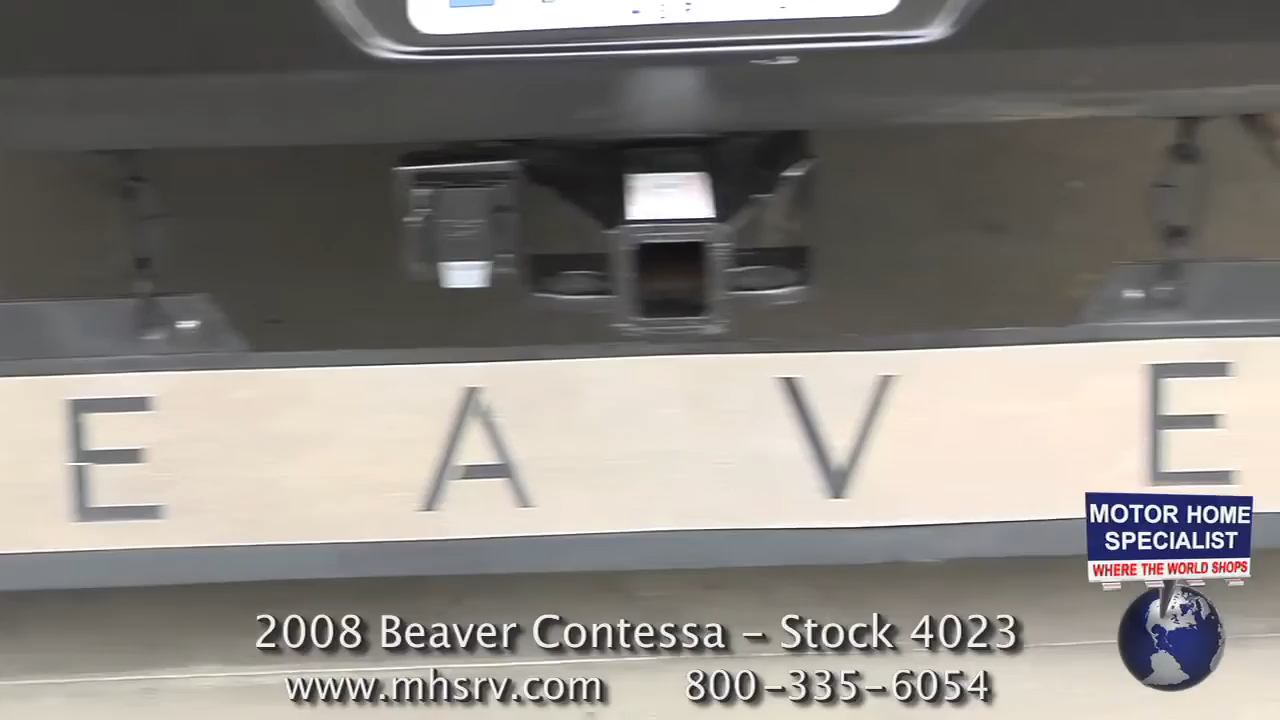 E A V E
MOTOR HOME
SPECIALIST
WHERE THE WORLD SHOPS
2008 Beaver Contessa – Stock 4023
www.mhsrv.com 800-335-6054